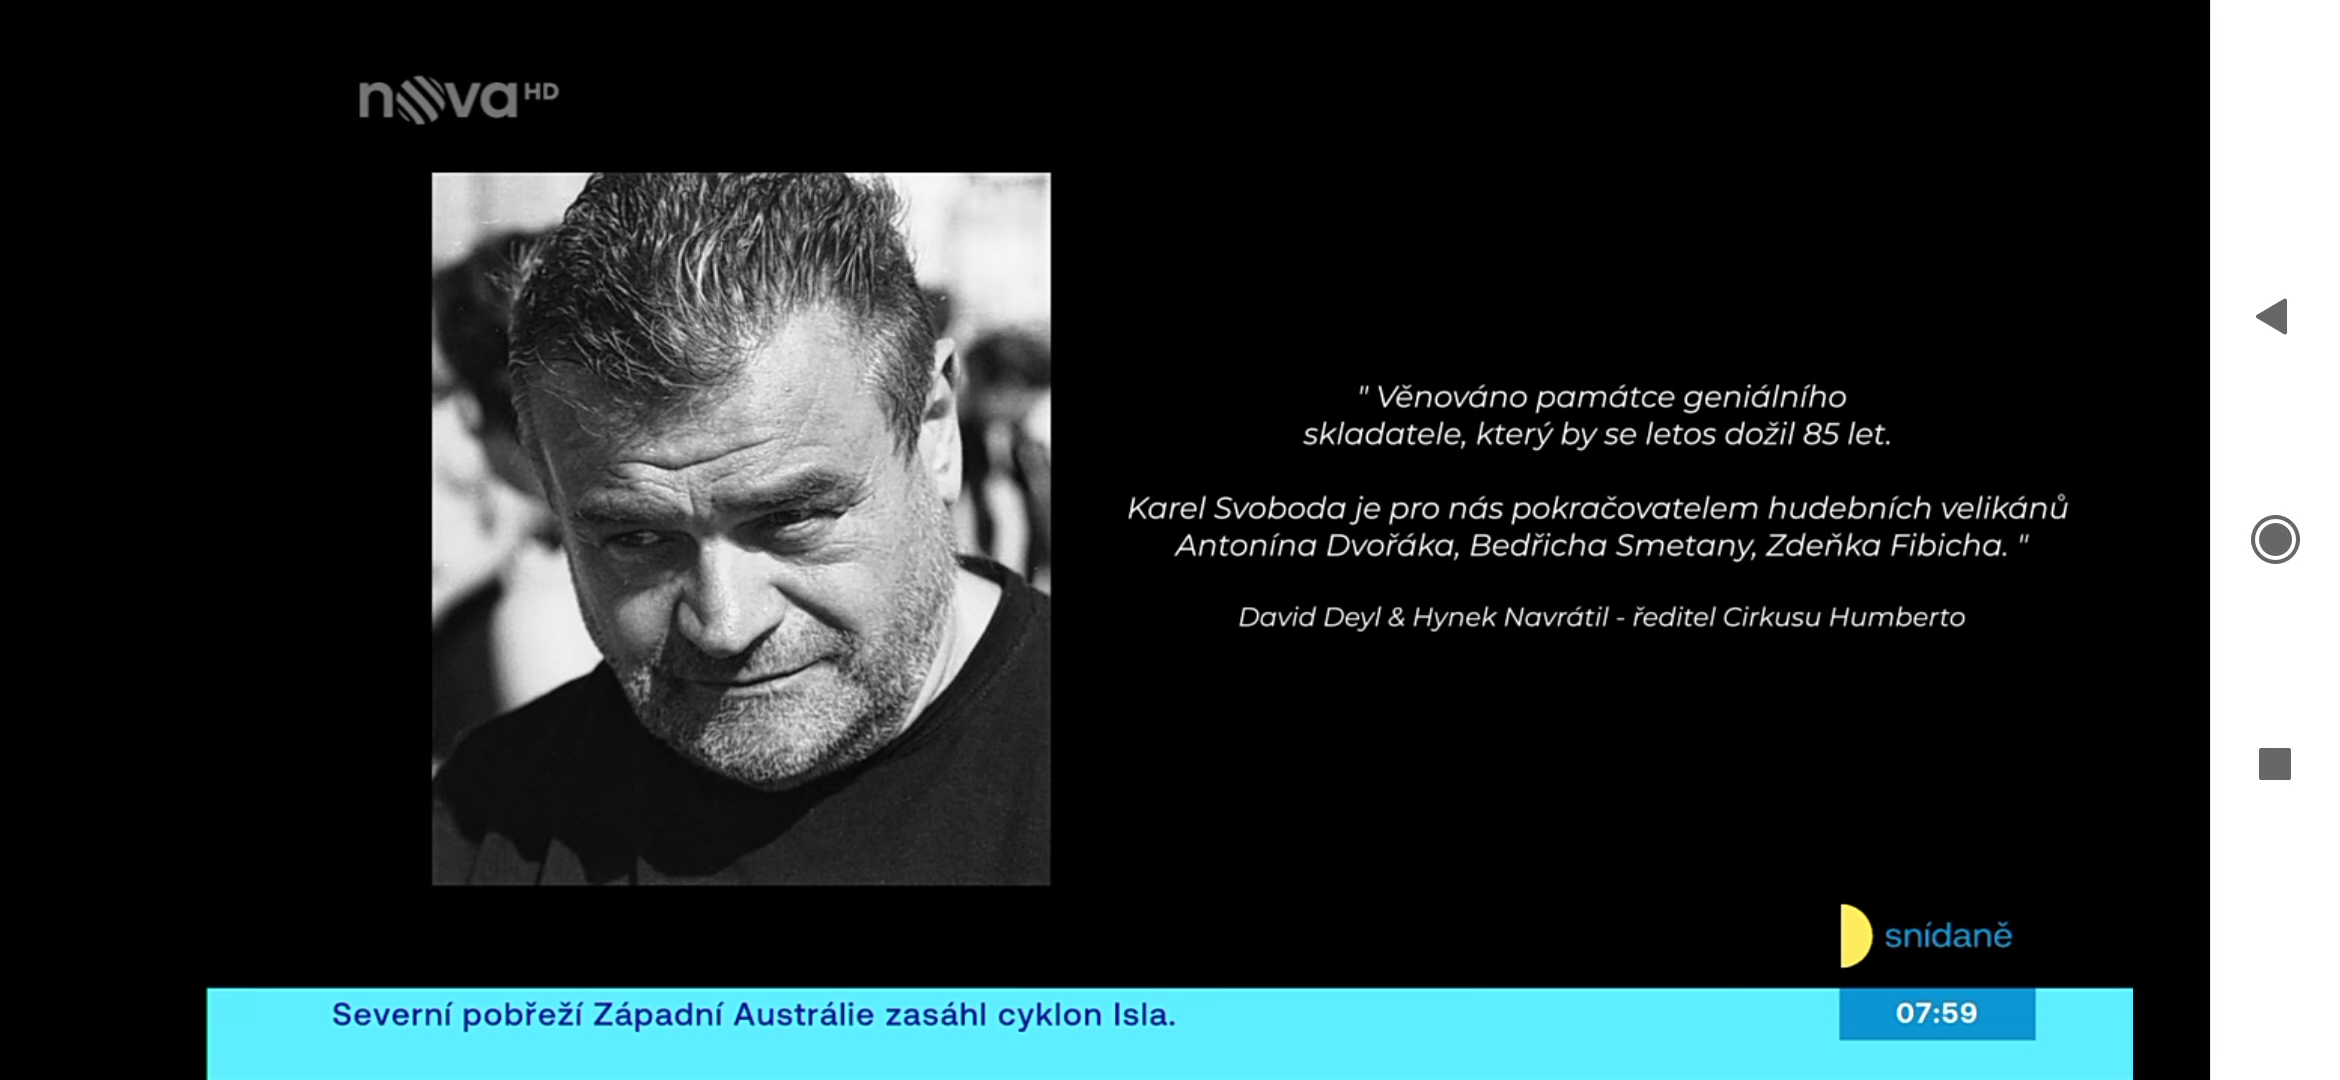 nova HD
" Věnováno památce geniálního
skladatele, který by se letos dožil 85 let.
Karel Svoboda je pro nás pokračovatelem hudebních velikánů
Antonína Dvořáka, Bedřicha Smetany, Zdeňka Fibicha. "
David Deyl & Hynek Navrátil - ředitel Cirkusu Humberto
snídaně
Severní pobřeží Západní Austrálie zasáhl cyklon Isla.
07:59